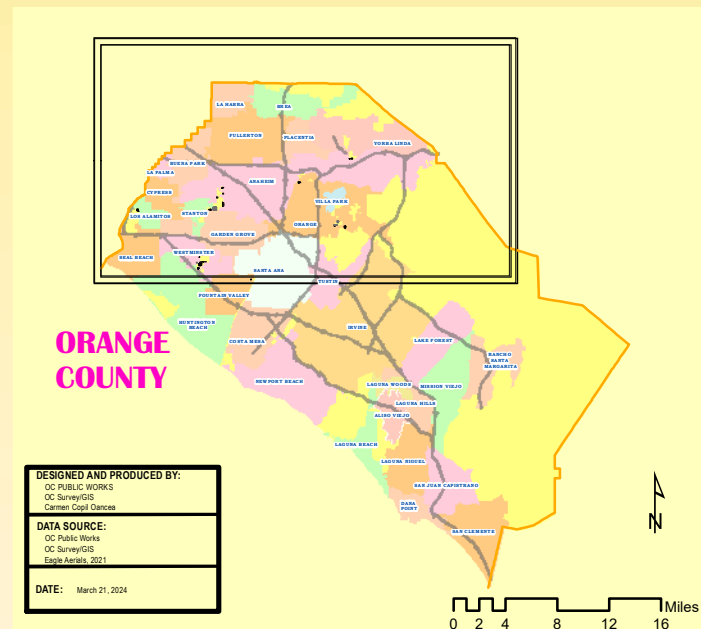 LA HABRA
BREA
FULLERTON
PLACENTIA
YORBA LINDA
BUENA PARK
LA PALMA
ANAHEIM
CYPRESS
VILLA PARK
LOS ALAMITOS
STANTON
ORANGE
GARDEN GROVE
WESTMINSTER
SEAL BEACH
SANTA ANA
TUSTIN
FOUNTAIN VALLEY
HUNTINGTON
BEACH
IRVINE
COSTA MESA
LAKE FOREST
RANCHO
SANTA
MARGARITA
ORANGE
COUNTY
NEWPORT BEACH
LAGUNA WOODS
MISSION VIEJO
LAGUNA HILLS
ALISO VIEJO
LAGUNA BEACH
LAGUNA NIGUEL
SAN JUAN CAPISTRANO
DANA
POINT
SAN CLEMENTE
DESIGNED AND PRODUCED BY:
OC PUBLIC WORKS
OC Survey/GIS
Carmen Copil Oancea
DATA SOURCE:
OC Public Works
OC Survey/GIS
Eagle Aerials, 2021
DATE: March 21, 2024
N
Miles
0 2 4 8 12 16